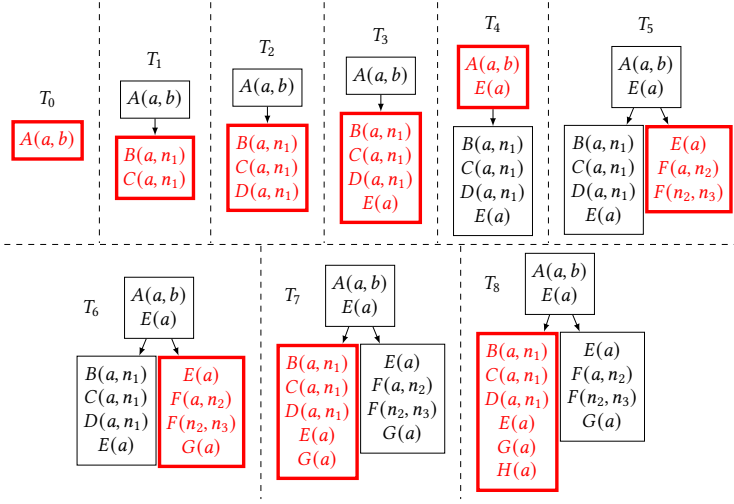 T₀
A(a, b)
T₁
A(a, b)
B(a, n₁)
C(a, n₁)
T₂
A(a, b)
B(a, n₁)
C(a, n₁)
D(a, n₁)
T₃
A(a, b)
B(a, n₁)
C(a, n₁)
D(a, n₁)
E(a)
T₄
A(a, b)
E(a)
B(a, n₁)
C(a, n₁)
D(a, n₁)
E(a)
T₅
A(a, b)
E(a)
B(a, n₁)
C(a, n₁)
D(a, n₁)
E(a)
E(a)
F(a, n₂)
F(n₂, n₃)
T₆
A(a, b)
E(a)
B(a, n₁)
C(a, n₁)
D(a, n₁)
E(a)
E(a)
F(a, n₂)
F(n₂, n₃)
G(a)
T₇
A(a, b)
E(a)
B(a, n₁)
C(a, n₁)
D(a, n₁)
E(a)
G(a)
E(a)
F(a, n₂)
F(n₂, n₃)
G(a)
T₈
A(a, b)
E(a)
B(a, n₁)
C(a, n₁)
D(a, n₁)
E(a)
G(a)
H(a)
E(a)
F(a, n₂)
F(n₂, n₃)
G(a)